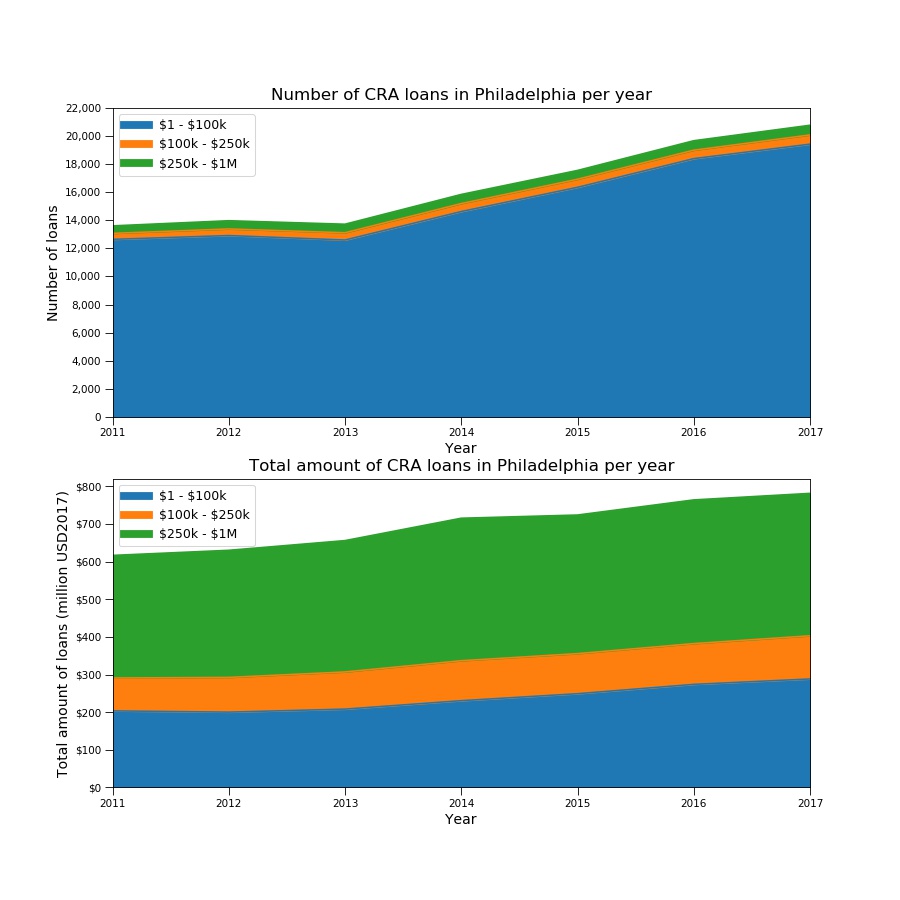 Number of CRA loans in Philadelphia per year
22,000
20,000
18,000
16,000
14,000
12,000
10,000
8,000
6,000
4,000
2,000
0
Number of loans
$1 - $100k
$100k - $250k
$250k - $1M
2011 2012 2013 2014 2015 2016 2017
Year
Total amount of CRA loans in Philadelphia per year
$800
$700
$600
$500
$400
$300
$200
$100
$0
Total amount of loans (million USD2017)
$1 - $100k
$100k - $250k
$250k - $1M
2011 2012 2013 2014 2015 2016 2017
Year